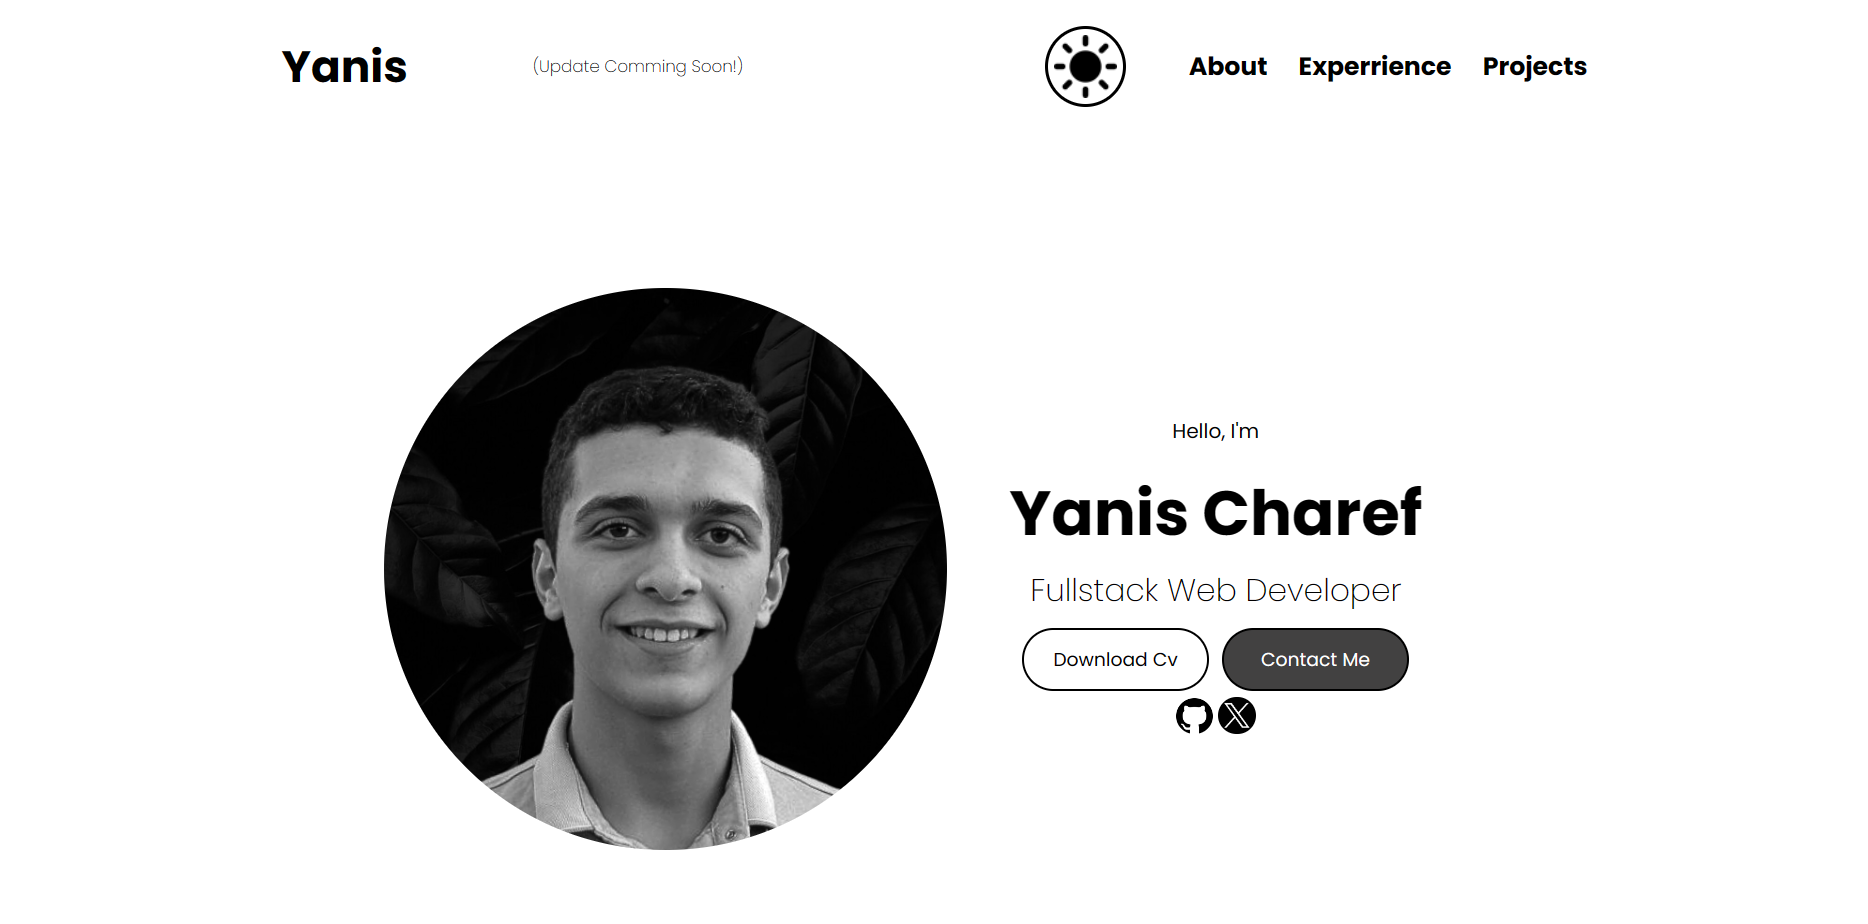 Yanis
(Update Comming Soon!)
About
Experrience
Projects
Hello, I'm
Yanis Charef
Fullstack Web Developer
Download Cv
Contact Me